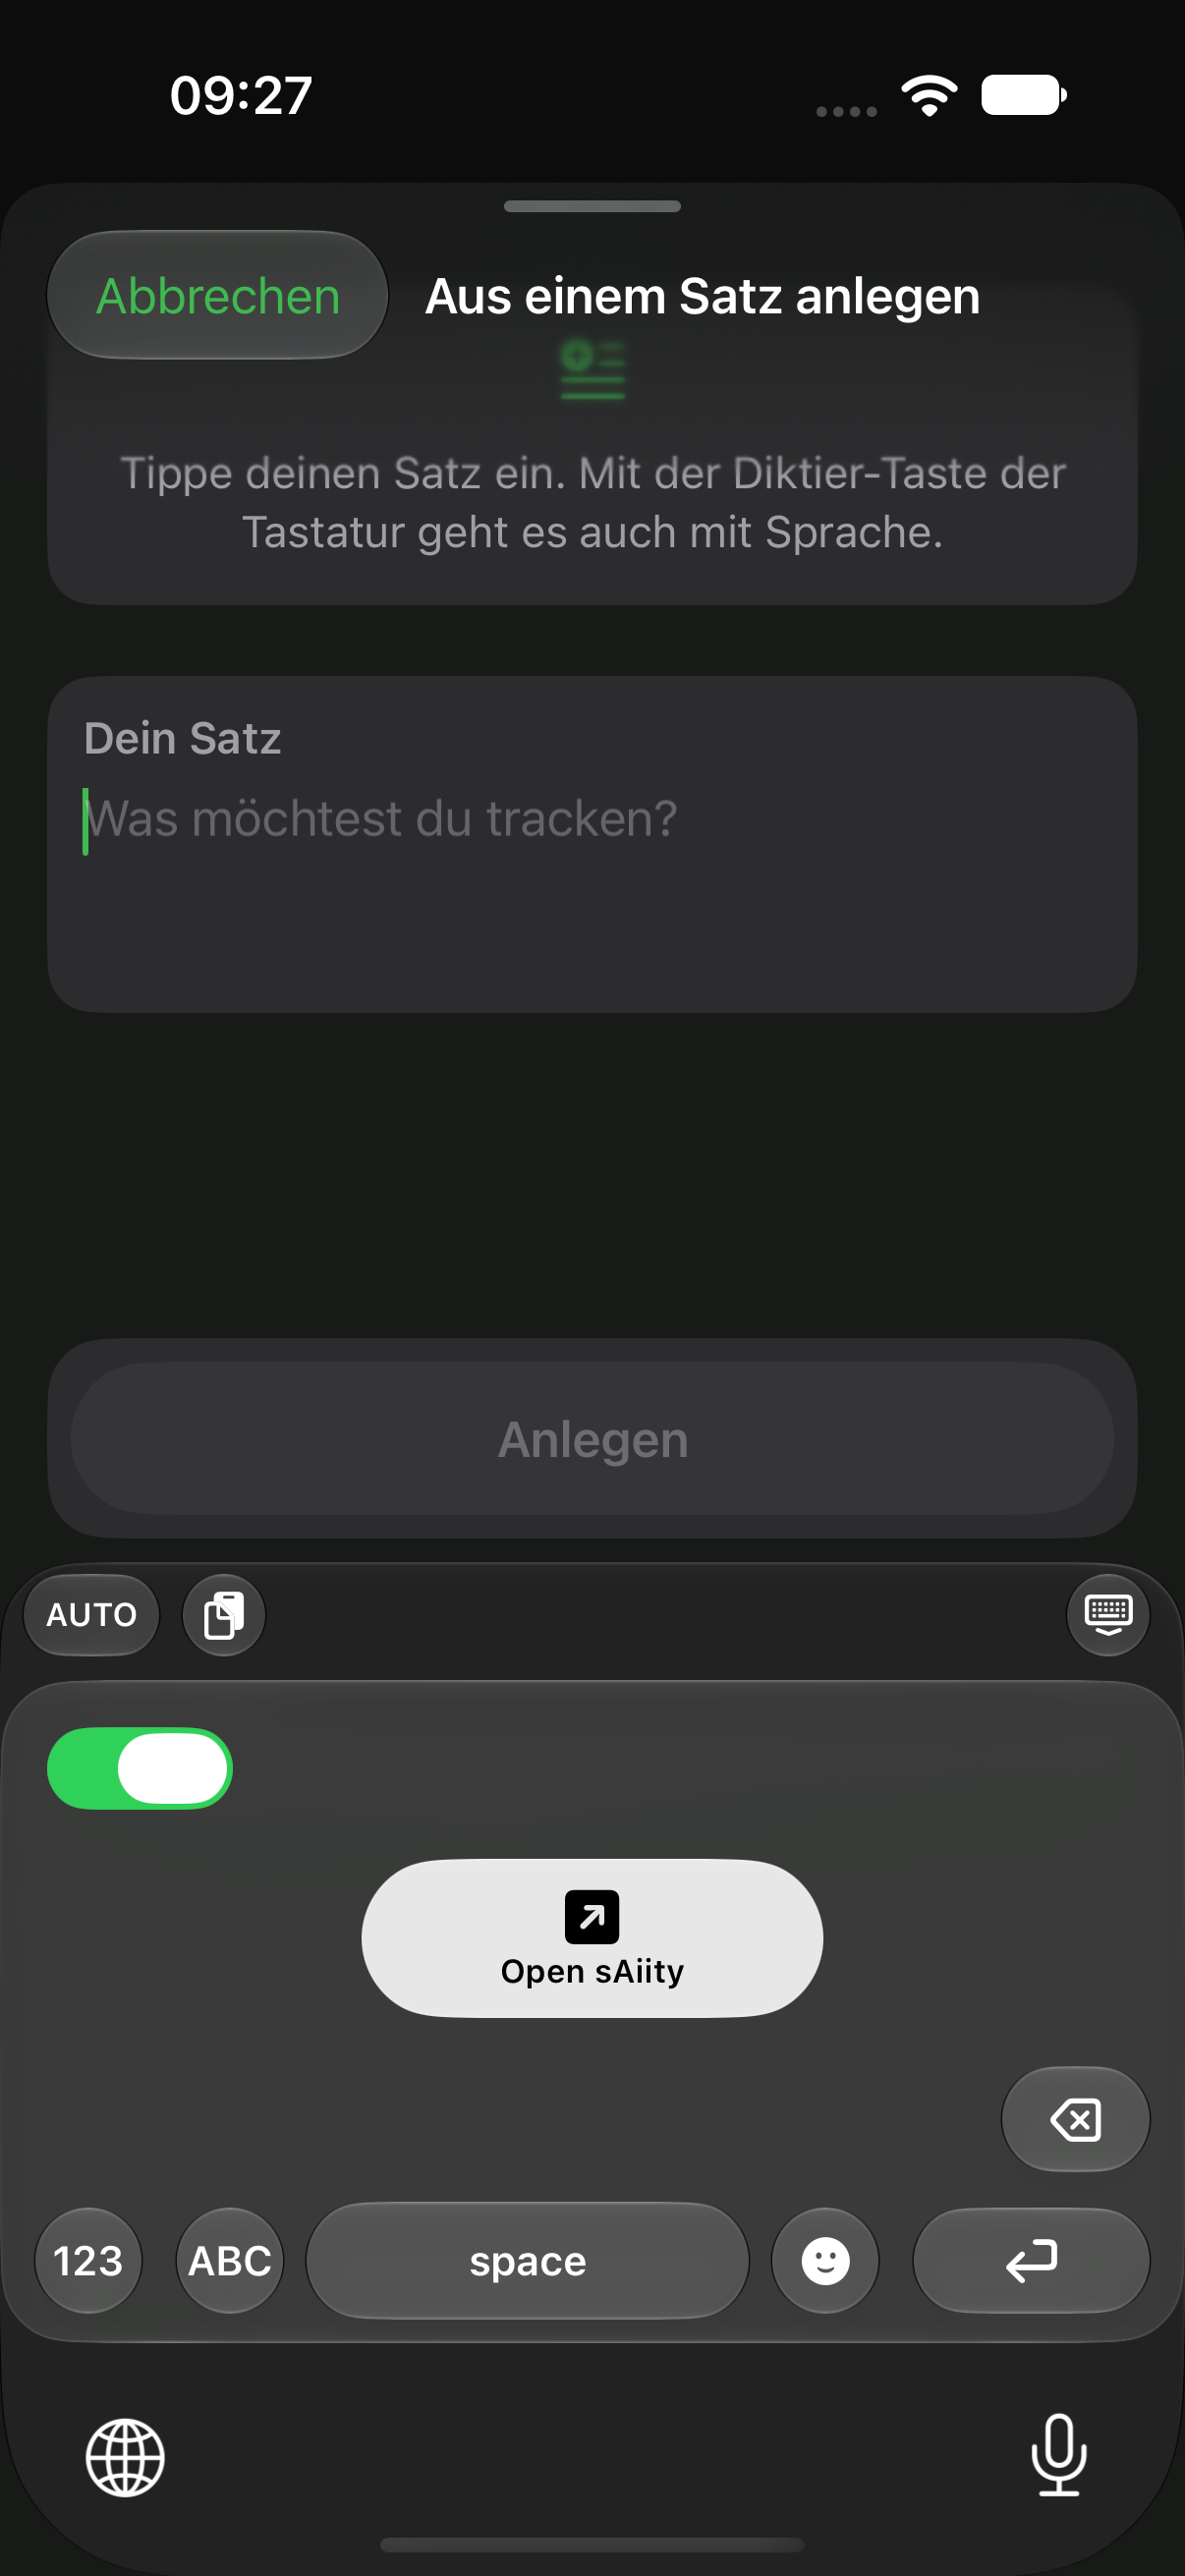 09:27
Abbrechen
Aus einem Satz anlegen
Tippe deinen Satz ein. Mit der Diktier-Taste der
Tastatur geht es auch mit Sprache.
Dein Satz
Was möchtest du tracken?
Anlegen
AUTO
Open sAiity
123
ABC
space